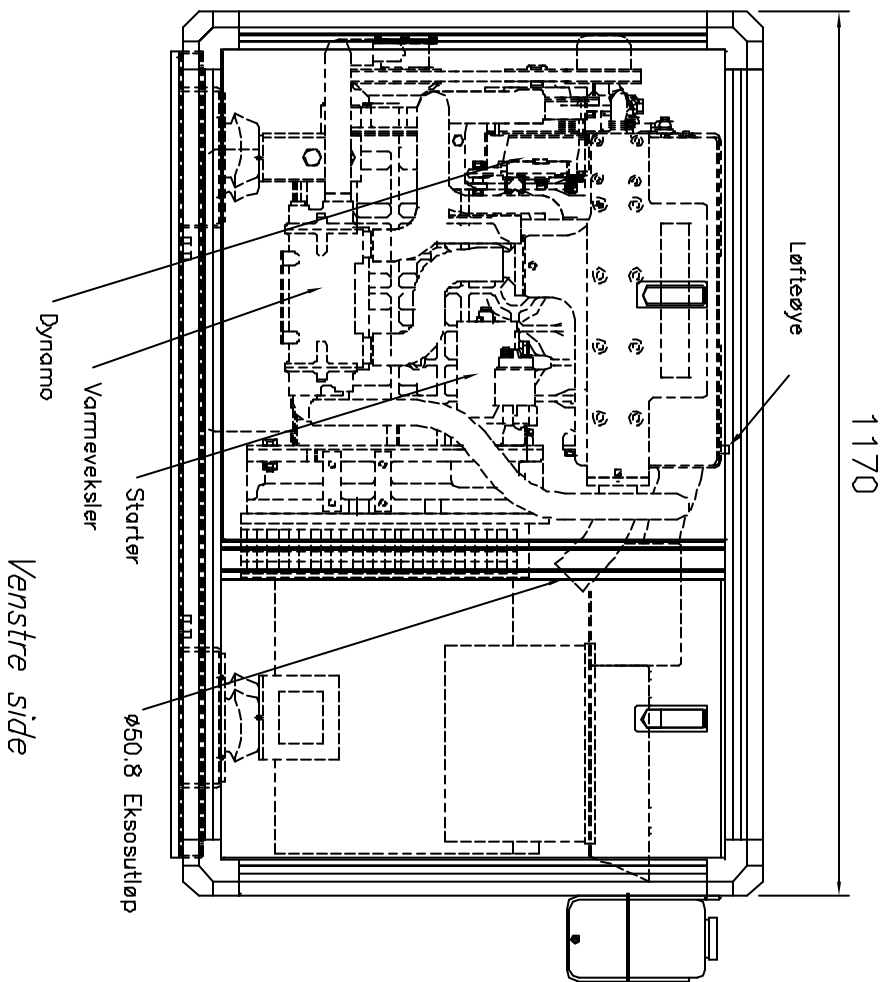 1170
Løfteøye
Dynamo
Varmeveksler
Starter
ø50.8 Eksosutløp
Venstre side